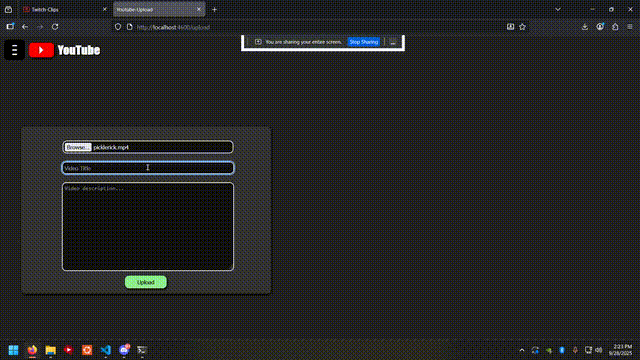 Twitch-Clips
Youtube-Upload
http://localhost:4600/upload
You are sharing your entire screen.
Stop Sharing
YouTube
Browse... picklerick.mp4
Video Title
Video description...
Upload
2:21 PM
9/28/2025